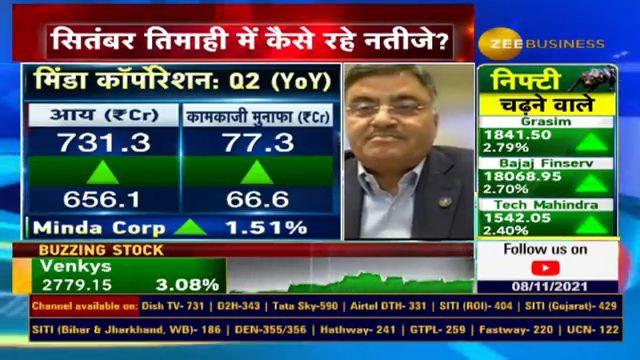 सितंबर तिमाही में कैसे रहे नतीजे?
ZEE BUSINESS
मिंडा कॉर्पोरेशन: Q2 (YoY)
आय (₹Cr)
कामकाजी मुनाफा (₹Cr)
731.3
77.3
656.1
66.6
Minda Corp 1.51%
निफ्टी
चढ़ने वाले
Grasim
1841.50
2.79%
Bajaj Finserv
18068.95
2.70%
Tech Mahindra
1542.05
2.40%
BUZZING STOCK
Venkys
2779.15 3.08%
Follow us on
08/11/2021
Channel available on: Dish TV- 731 | D2H-343 | Tata Sky-590 | Airtel DTH- 331 | SITI (ROI)- 404 | SITI (Gujarat)- 429
SITI (Bihar & Jharkhand, WB)- 186 | DEN-355/356 | Hathway- 241 | GTPL- 259 | Fastway- 220 | UCN- 122